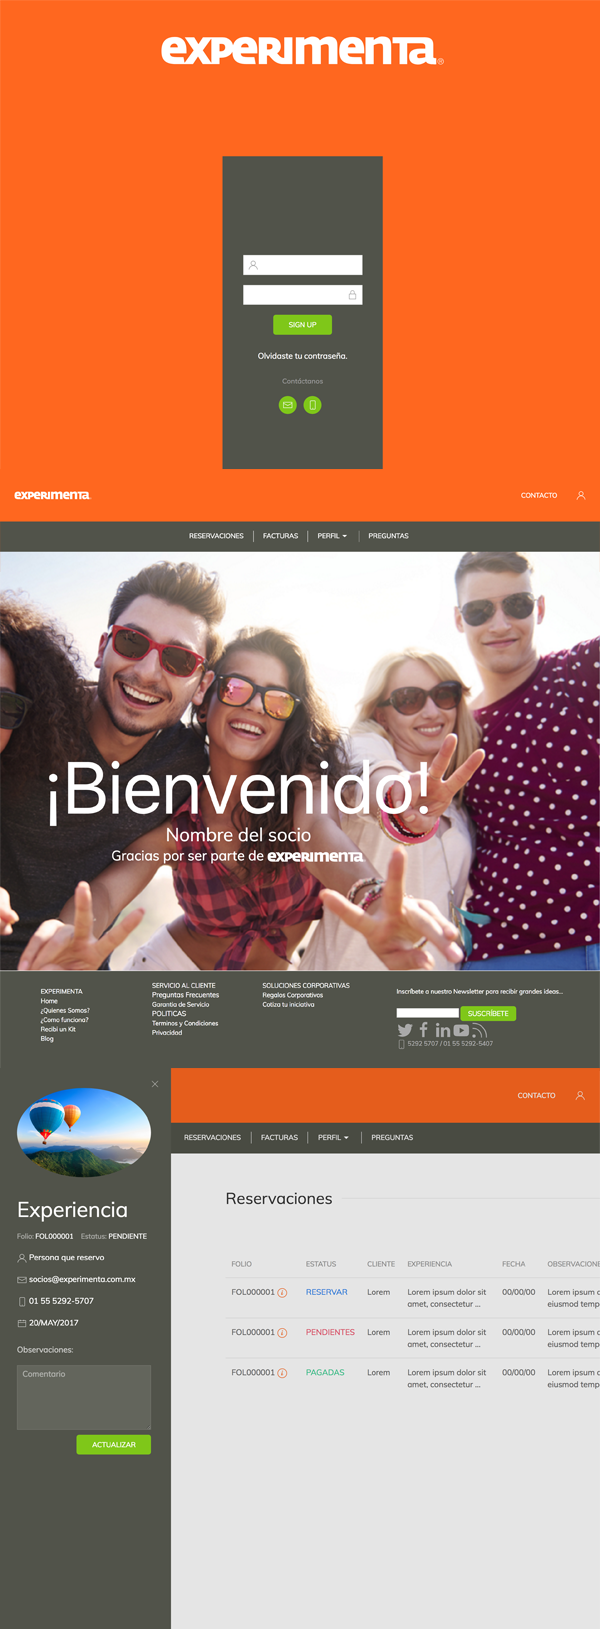 experimenta®
SIGN UP
Olvidaste tu contraseña.
Contáctanos
experimenta
CONTACTO
RESERVACIONES FACTURAS PERFIL PREGUNTAS
¡Bienvenido!
Nombre del socio
Gracias por ser parte de experimenta
EXPERIMENTA
Home
¿Quienes Somos?
¿Como funciona?
Recibí un Kit
Blog
SERVICIO AL CLIENTE
Preguntas Frecuentes
Garantia de Servicio
POLITICAS
Terminos y Condiciones
Privacidad
SOLUCIONES CORPORATIVAS
Regalos Corporativos
Cotiza tu iniciativa
Inscríbete a nuestro Newsletter para recibir grandes ideas...
SUSCRÍBETE
5292 5707 / 01 55 5292-5407
Experiencia
Folio: FOL000001 Estatus: PENDIENTE
Persona que reservo
socios@experimenta.com.mx
01 55 5292-5707
20/MAY/2017
Observaciones:
Comentario
ACTUALIZAR
CONTACTO
RESERVACIONES FACTURAS PERFIL PREGUNTAS
Reservaciones
FOLIO ESTATUS CLIENTE EXPERIENCIA FECHA OBSERVACIONE
FOL000001 RESERVAR Lorem Lorem ipsum dolor sit 00/00/00 Lorem ipsum d
amet, consectetur ... eiusmod temp
FOL000001 PENDIENTES Lorem Lorem ipsum dolor sit 00/00/00 Lorem ipsum d
amet, consectetur ... eiusmod temp
FOL000001 PAGADAS Lorem Lorem ipsum dolor sit 00/00/00 Lorem ipsum d
amet, consectetur ... eiusmod temp